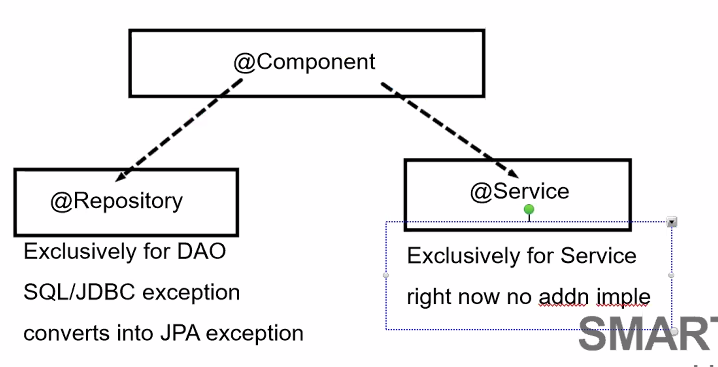 @Component
@Repository
@Service
Exclusively for DAO
SQL/JDBC exception
converts into JPA exception
Exclusively for Service
right now no addn imple
SMART